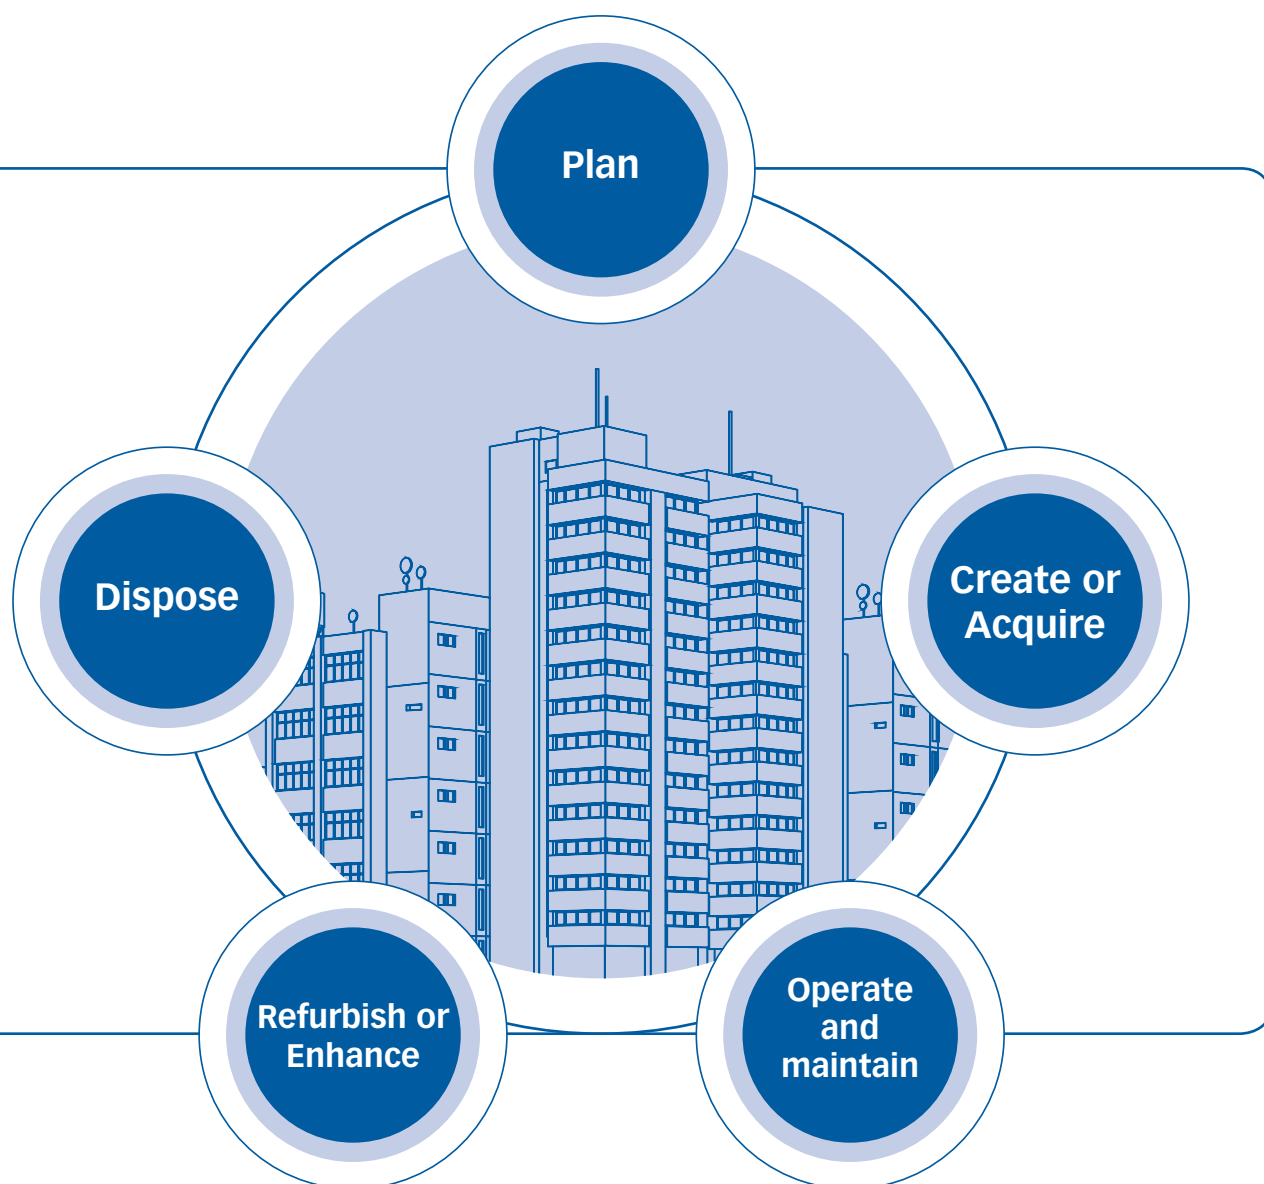 Plan
Create or
Acquire
Operate
and
maintain
Refurbish or
Enhance
Dispose